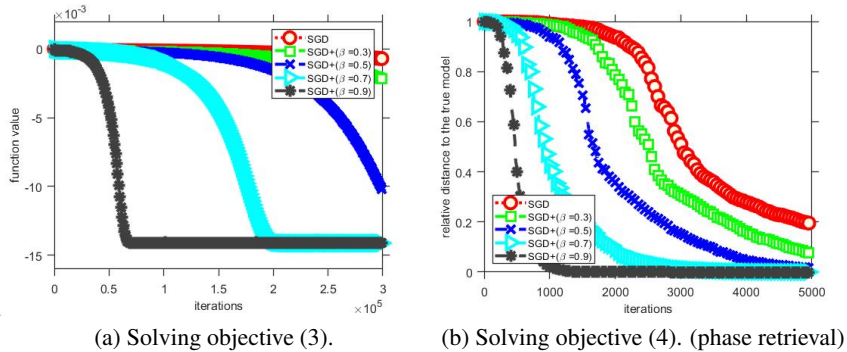 ×10⁻³
0
-5
-10
-15
function value
0 0.5 1 1.5 2 2.5 3
iterations ×10⁵
SGD
SGD+(β=0.3)
SGD+(β=0.5)
SGD+(β=0.7)
SGD+(β=0.9)
(a) Solving objective (3).
1
0.8
0.6
0.4
0.2
0
relative distance to the true model
SGD
SGD+(β=0.3)
SGD+(β=0.5)
SGD+(β=0.7)
SGD+(β=0.9)
0 1000 2000 3000 4000 5000
iterations
(b) Solving objective (4). (phase retrieval)